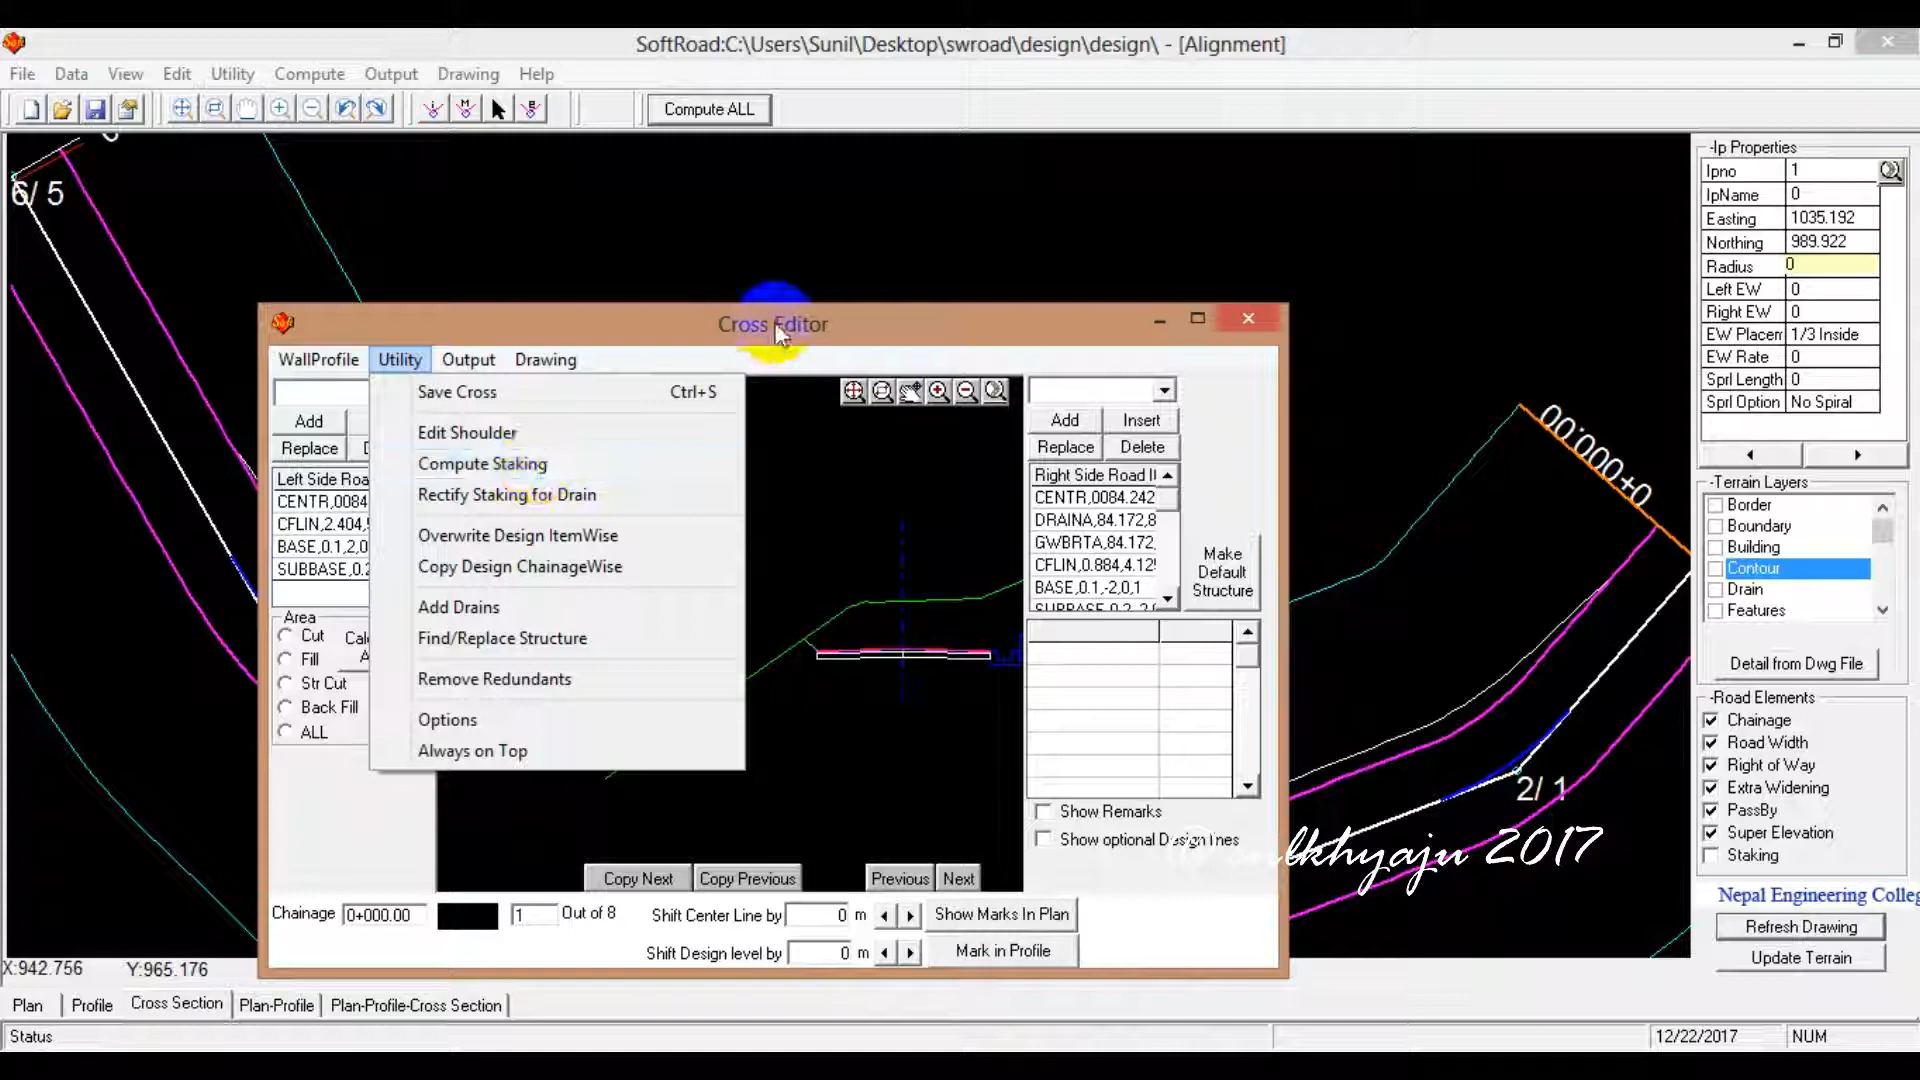 SoftRoad:C:\Users\Sunil\Desktop\swroad\design\design\ - [Alignment]
File Data View Edit Utility Compute Output Drawing Help
Compute ALL
6/ 5
0+000.00
2/ 1
-Ip Properties
Ipno 1
IpName 0
Easting 1035.192
Northing 989.922
Radius 0
Left EW 0
Right EW 0
EW Placem 1/3 Inside
EW Rate 0
Sprl Length 0
Sprl Option No Spiral
-Terrain Layers
Border
Boundary
Building
Contour
Drain
Features
Detail from Dwg File
-Road Elements
Chainage
Road Width
Right of Way
Extra Widening
PassBy
Super Elevation
Staking
Nepal Engineering Colleg
Refresh Drawing
Update Terrain
Cross Editor
WallProfile Utility Output Drawing
Save Cross Ctrl+S
Edit Shoulder
Compute Staking
Rectify Staking for Drain
Overwrite Design ItemWise
Copy Design ChainageWise
Add Drains
Find/Replace Structure
Remove Redundants
Options
Always on Top
Add
Replace D
Left Side Roa
CENTR,0084
CFLIN,2.404,
BASE,0.1,2,0
SUBBASE,0.2
Area
Cut
Fill
Str Cut
Back Fill
ALL
Calc
A
Add Insert
Replace Delete
Right Side Road It
CENTR,0084.242
DRAINA,84.172,8
GWBRTA,84.172,
CFLIN,0.884,4.12
BASE,0.1,-2,0,1
SUBBASE,0.2,-2,0
Make
Default
Structure
Show Remarks
Show optional Design lines
Copy Next Copy Previous Previous Next
Chainage 0+000.00 1 Out of 8 Shift Center Line by 0 m Show Marks In Plan
Shift Design level by 0 m Mark in Profile
2017
X:942.756 Y:965.176
Plan Profile Cross Section Plan-Profile Plan-Profile-Cross Section
Status 12/22/2017 NUM